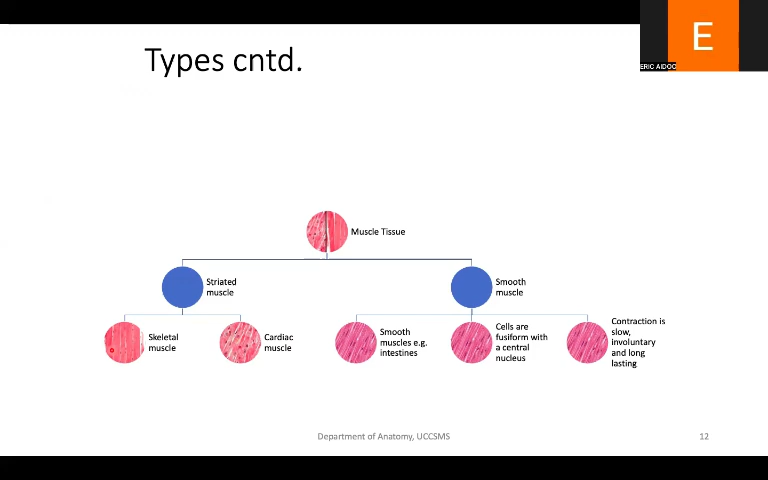 Types cntd.
E
ERIC AIDOO
Muscle Tissue
Striated
muscle
Smooth
muscle
Skeletal
muscle
Cardiac
muscle
Smooth
muscles e.g.
intestines
Cells are
fusiform with
a central
nucleus
Contraction is
slow,
involuntary
and long
lasting
Department of Anatomy, UCCSMS
12